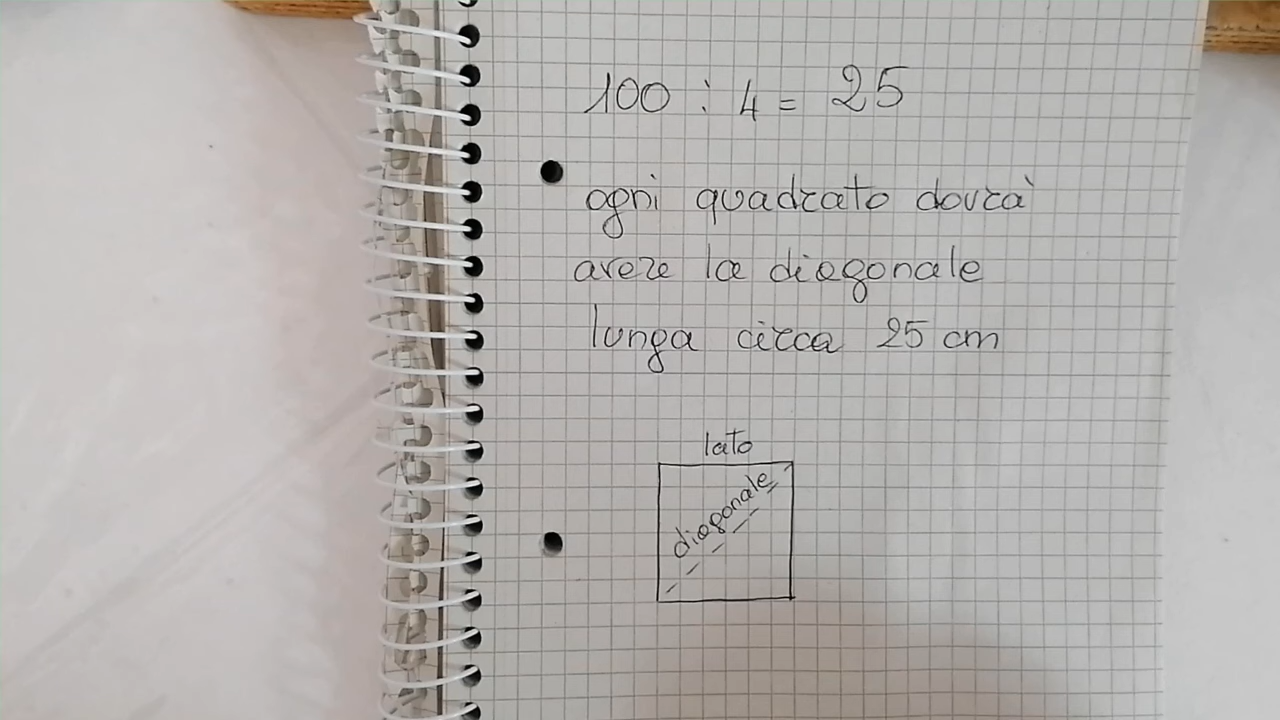 100 : 4 = 25
ogni quadrato dovrà
avere la diagonale
lunga circa 25 cm
lato
diagonale